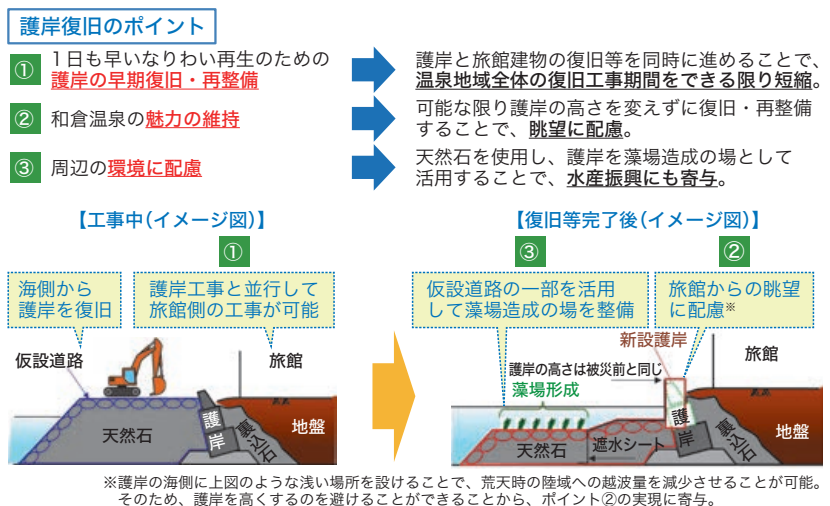 護岸復旧のポイント
① 1日も早いなりわい再生のための
護岸の早期復旧・再整備
護岸と旅館建物の復旧等を同時に進めることで、
温泉地域全体の復旧工事期間をできる限り短縮。
② 和倉温泉の魅力の維持
可能な限り護岸の高さを変えずに復旧・再整備
することで、眺望に配慮。
③ 周辺の環境に配慮
天然石を使用し、護岸を藻場造成の場として
活用することで、水産振興にも寄与。
【工事中（イメージ図）】
①
海側から
護岸を復旧
護岸工事と並行して
旅館側の工事が可能
仮設道路
旅館
天然石
護岸
裏込石
地盤
【復旧等完了後（イメージ図）】
③
②
仮設道路の一部を活用
して藻場造成の場を整備
旅館からの眺望
に配慮※
新設護岸
旅館
護岸の高さは被災前と同じ
藻場形成
護岸
裏込石
地盤
天然石
遮水シート
※護岸の海側に上図のような浅い場所を設けることで、荒天時の陸域への越波量を減少させることが可能。
そのため、護岸を高くするのを避けることができることから、ポイント②の実現に寄与。